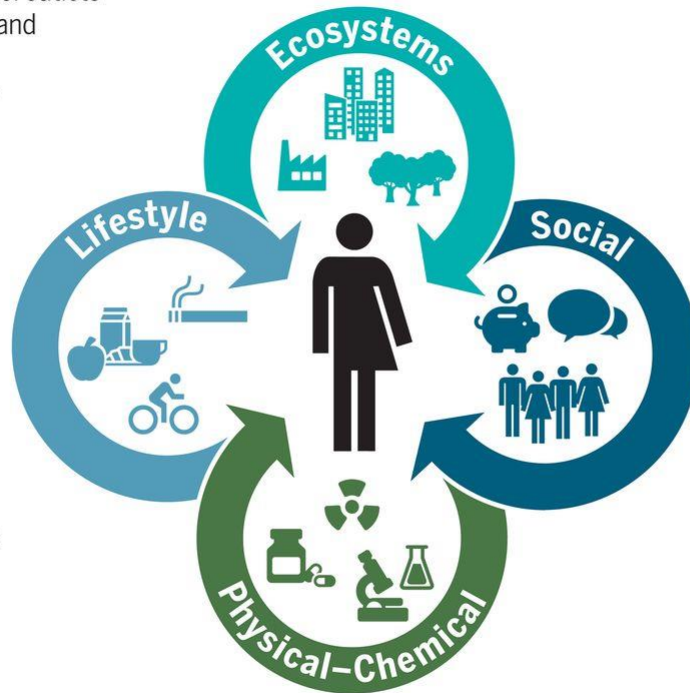 and
Ecosystems
Lifestyle
Social
Physical–Chemical